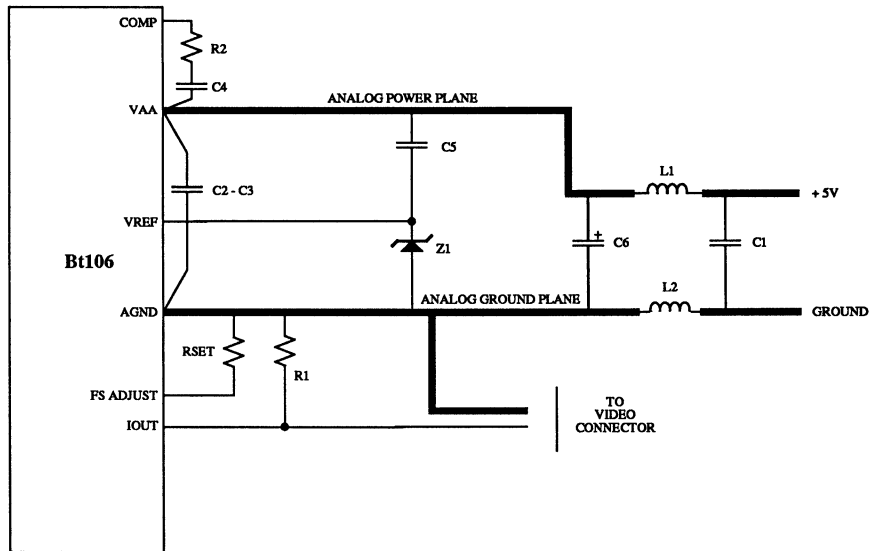 COMP
R2
C4
ANALOG POWER PLANE
VAA
C5
L1
C2 - C3
+ 5V
VREF
+
C6
C1
Z1
Bt106
L2
ANALOG GROUND PLANE
AGND
GROUND
RSET
R1
FS ADJUST
TO
VIDEO
CONNECTOR
IOUT